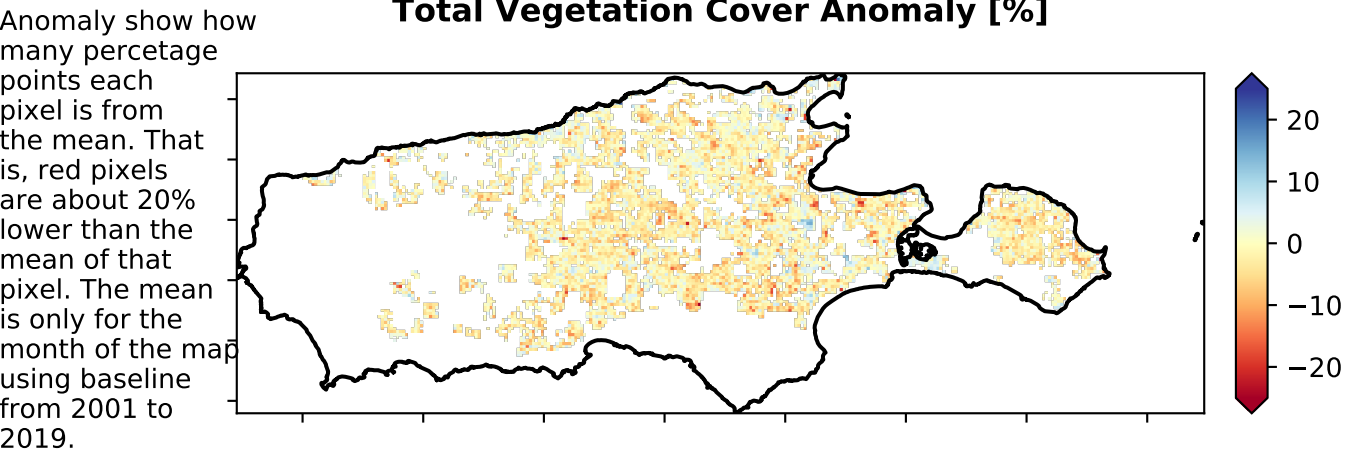 Total Vegetation Cover Anomaly [%]
Anomaly show how
many percetage
points each
pixel is from
the mean. That
is, red pixels
are about 20%
lower than the
mean of that
pixel. The mean
is only for the
month of the map
using baseline
from 2001 to
2019.
20
10
0
−10
−20